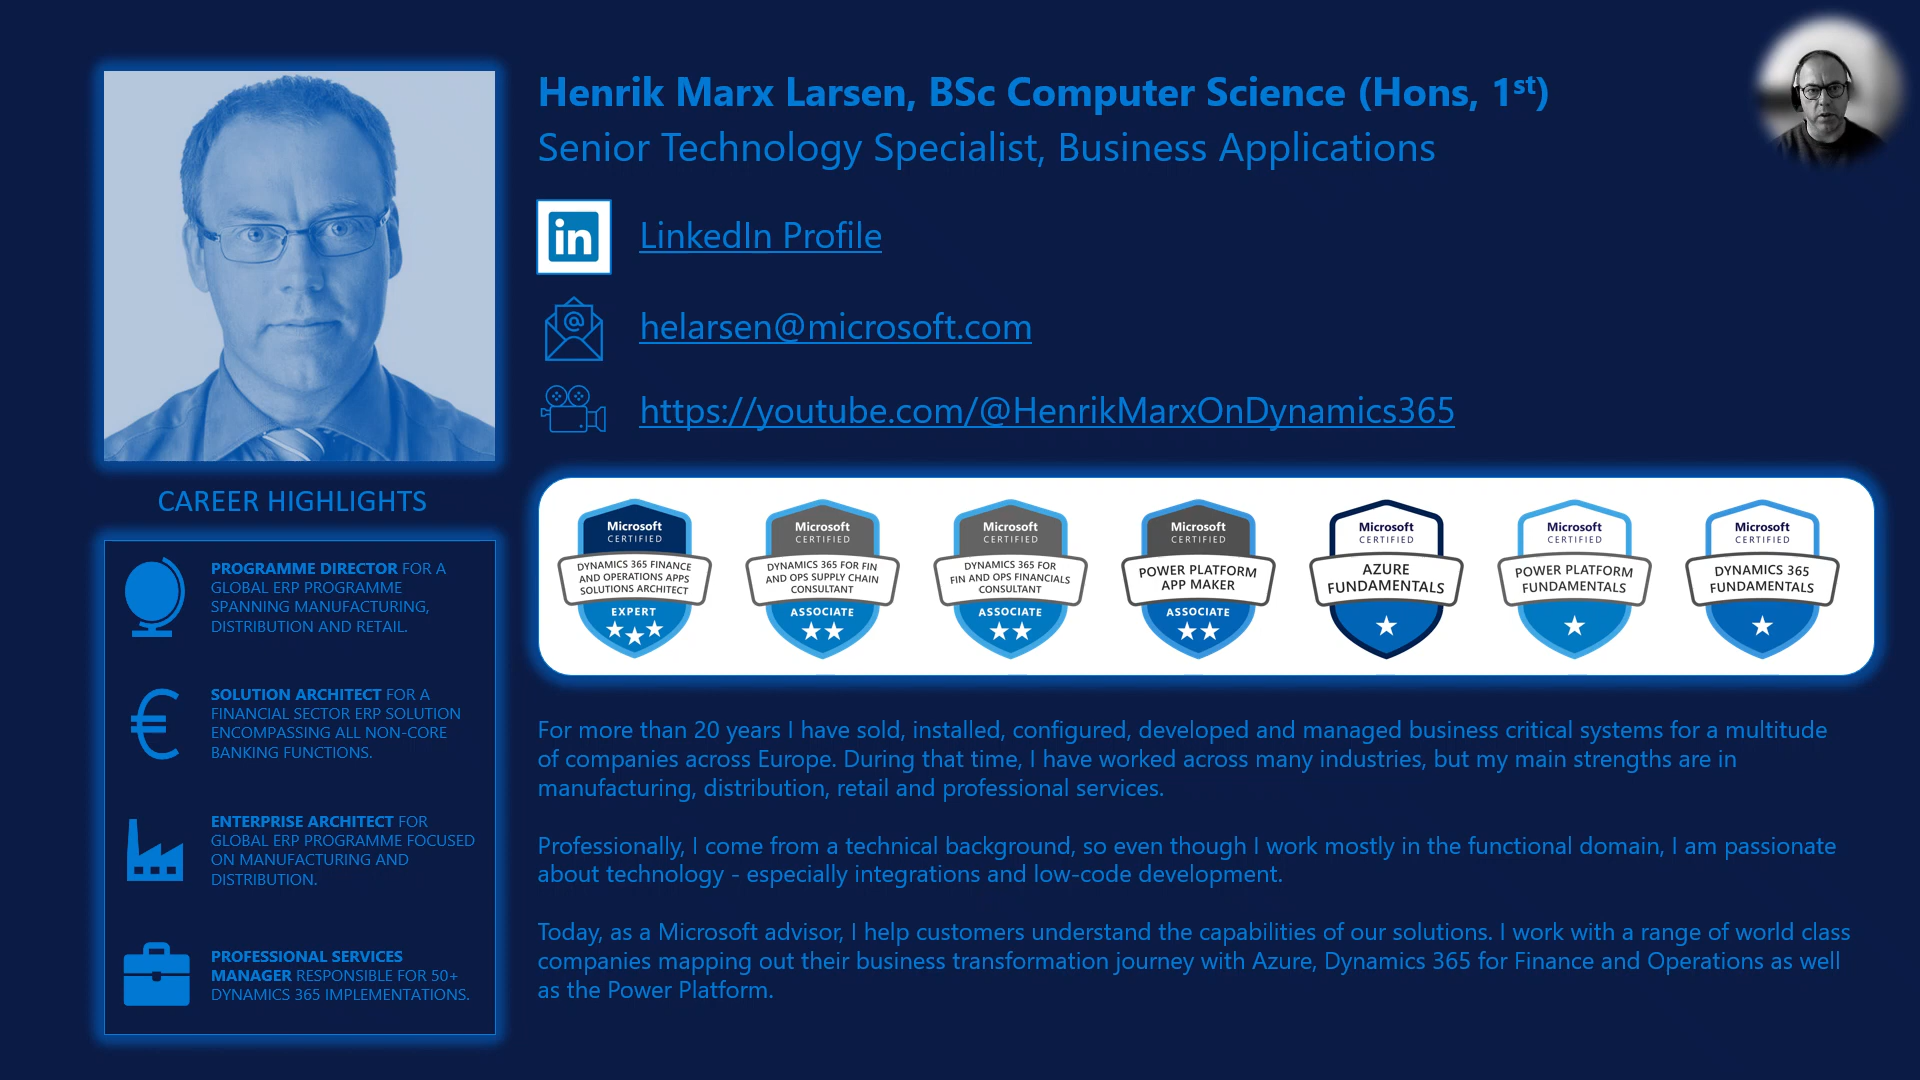 Henrik Marx Larsen, BSc Computer Science (Hons, 1st)
Senior Technology Specialist, Business Applications
in
LinkedIn Profile
@
helarsen@microsoft.com
https://youtube.com/@HenrikMarxOnDynamics365
CAREER HIGHLIGHTS
PROGRAMME DIRECTOR FOR A
GLOBAL ERP PROGRAMME
SPANNING MANUFACTURING,
DISTRIBUTION AND RETAIL.
€
SOLUTION ARCHITECT FOR A
FINANCIAL SECTOR ERP SOLUTION
ENCOMPASSING ALL NON-CORE
BANKING FUNCTIONS.
ENTERPRISE ARCHITECT FOR
GLOBAL ERP PROGRAMME FOCUSED
ON MANUFACTURING AND
DISTRIBUTION.
PROFESSIONAL SERVICES
MANAGER RESPONSIBLE FOR 50+
DYNAMICS 365 IMPLEMENTATIONS.
Microsoft
CERTIFIED
DYNAMICS 365 FINANCE
AND OPERATIONS APPS
SOLUTIONS ARCHITECT
EXPERT
Microsoft
CERTIFIED
DYNAMICS 365 FOR FIN
AND OPS SUPPLY CHAIN
CONSULTANT
ASSOCIATE
Microsoft
CERTIFIED
DYNAMICS 365 FOR
FIN AND OPS FINANCIALS
CONSULTANT
ASSOCIATE
Microsoft
CERTIFIED
POWER PLATFORM
APP MAKER
ASSOCIATE
Microsoft
CERTIFIED
AZURE
FUNDAMENTALS
Microsoft
CERTIFIED
POWER PLATFORM
FUNDAMENTALS
Microsoft
CERTIFIED
DYNAMICS 365
FUNDAMENTALS
For more than 20 years I have sold, installed, configured, developed and managed business critical systems for a multitude
of companies across Europe. During that time, I have worked across many industries, but my main strengths are in
manufacturing, distribution, retail and professional services.
Professionally, I come from a technical background, so even though I work mostly in the functional domain, I am passionate
about technology - especially integrations and low-code development.
Today, as a Microsoft advisor, I help customers understand the capabilities of our solutions. I work with a range of world class
companies mapping out their business transformation journey with Azure, Dynamics 365 for Finance and Operations as well
as the Power Platform.